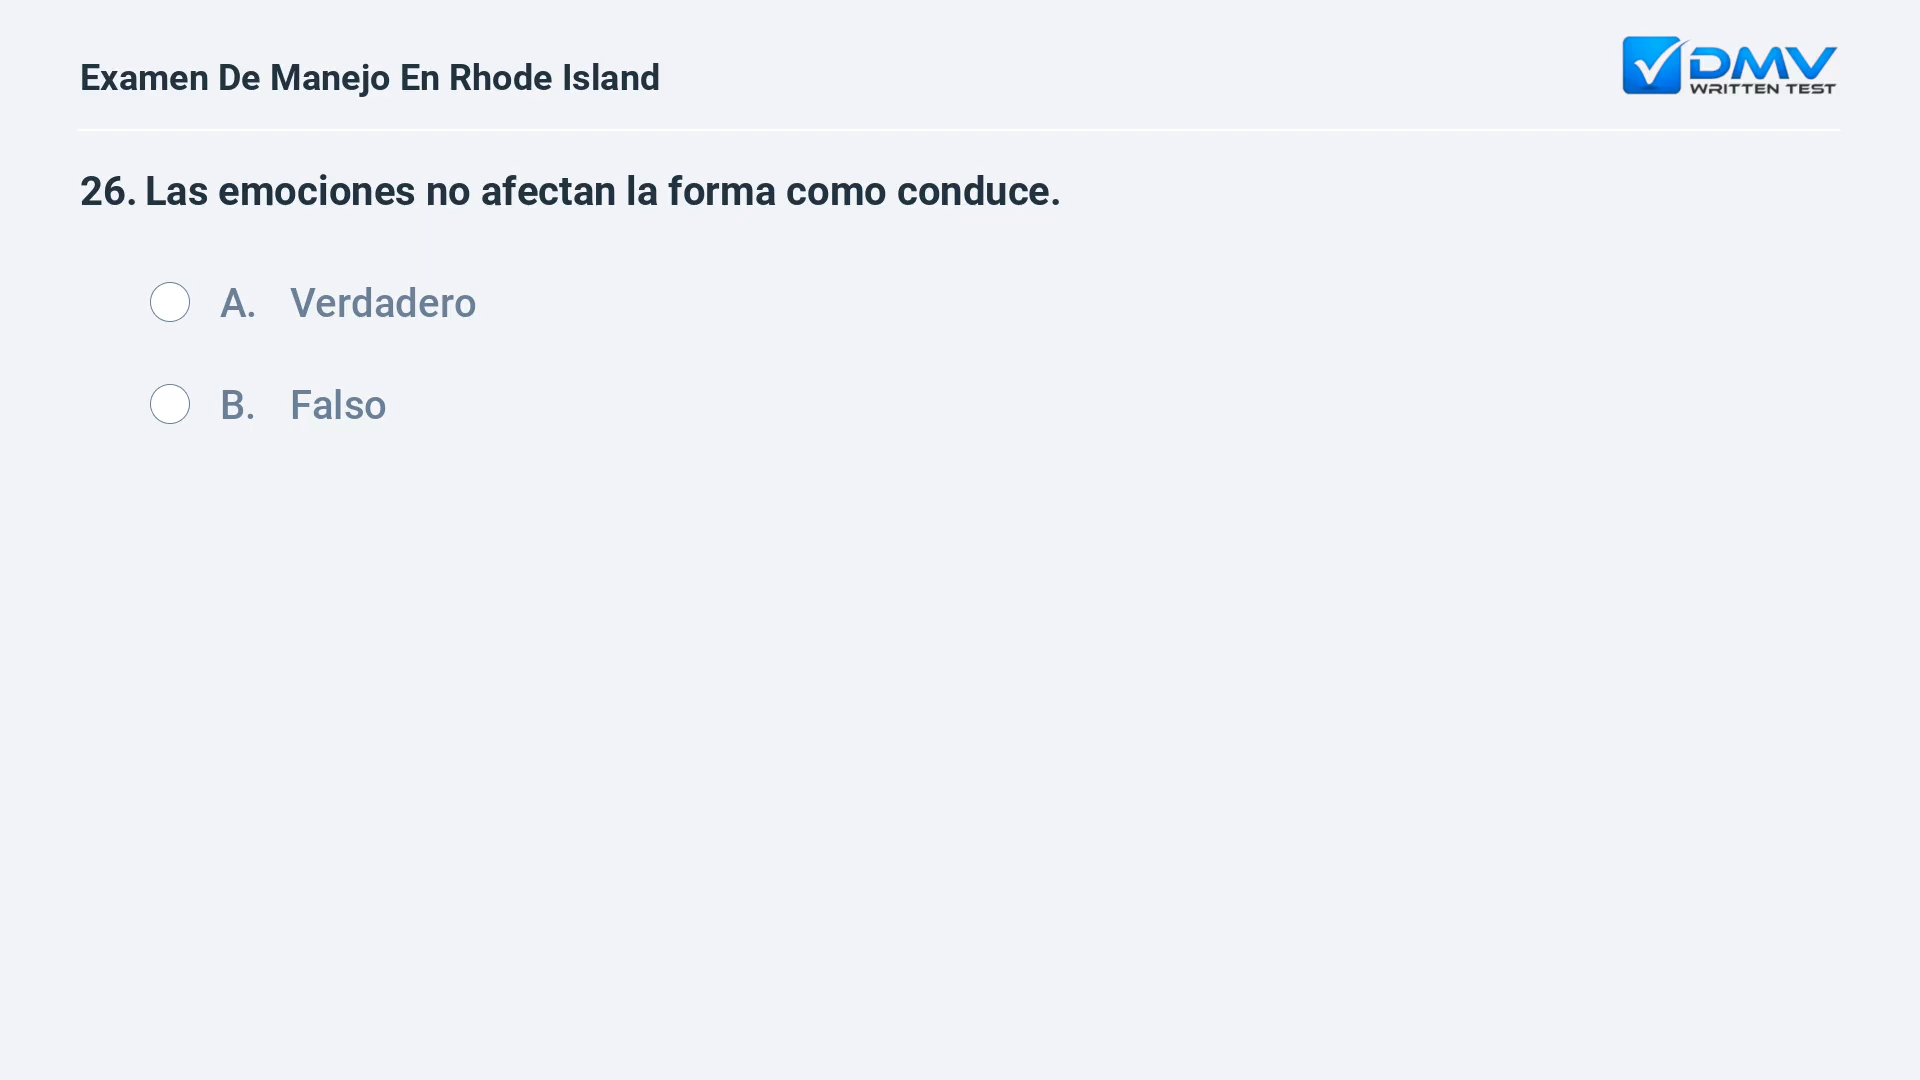 Examen De Manejo En Rhode Island
DMV
WRITTEN TEST
26. Las emociones no afectan la forma como conduce.
A. Verdadero
B. Falso